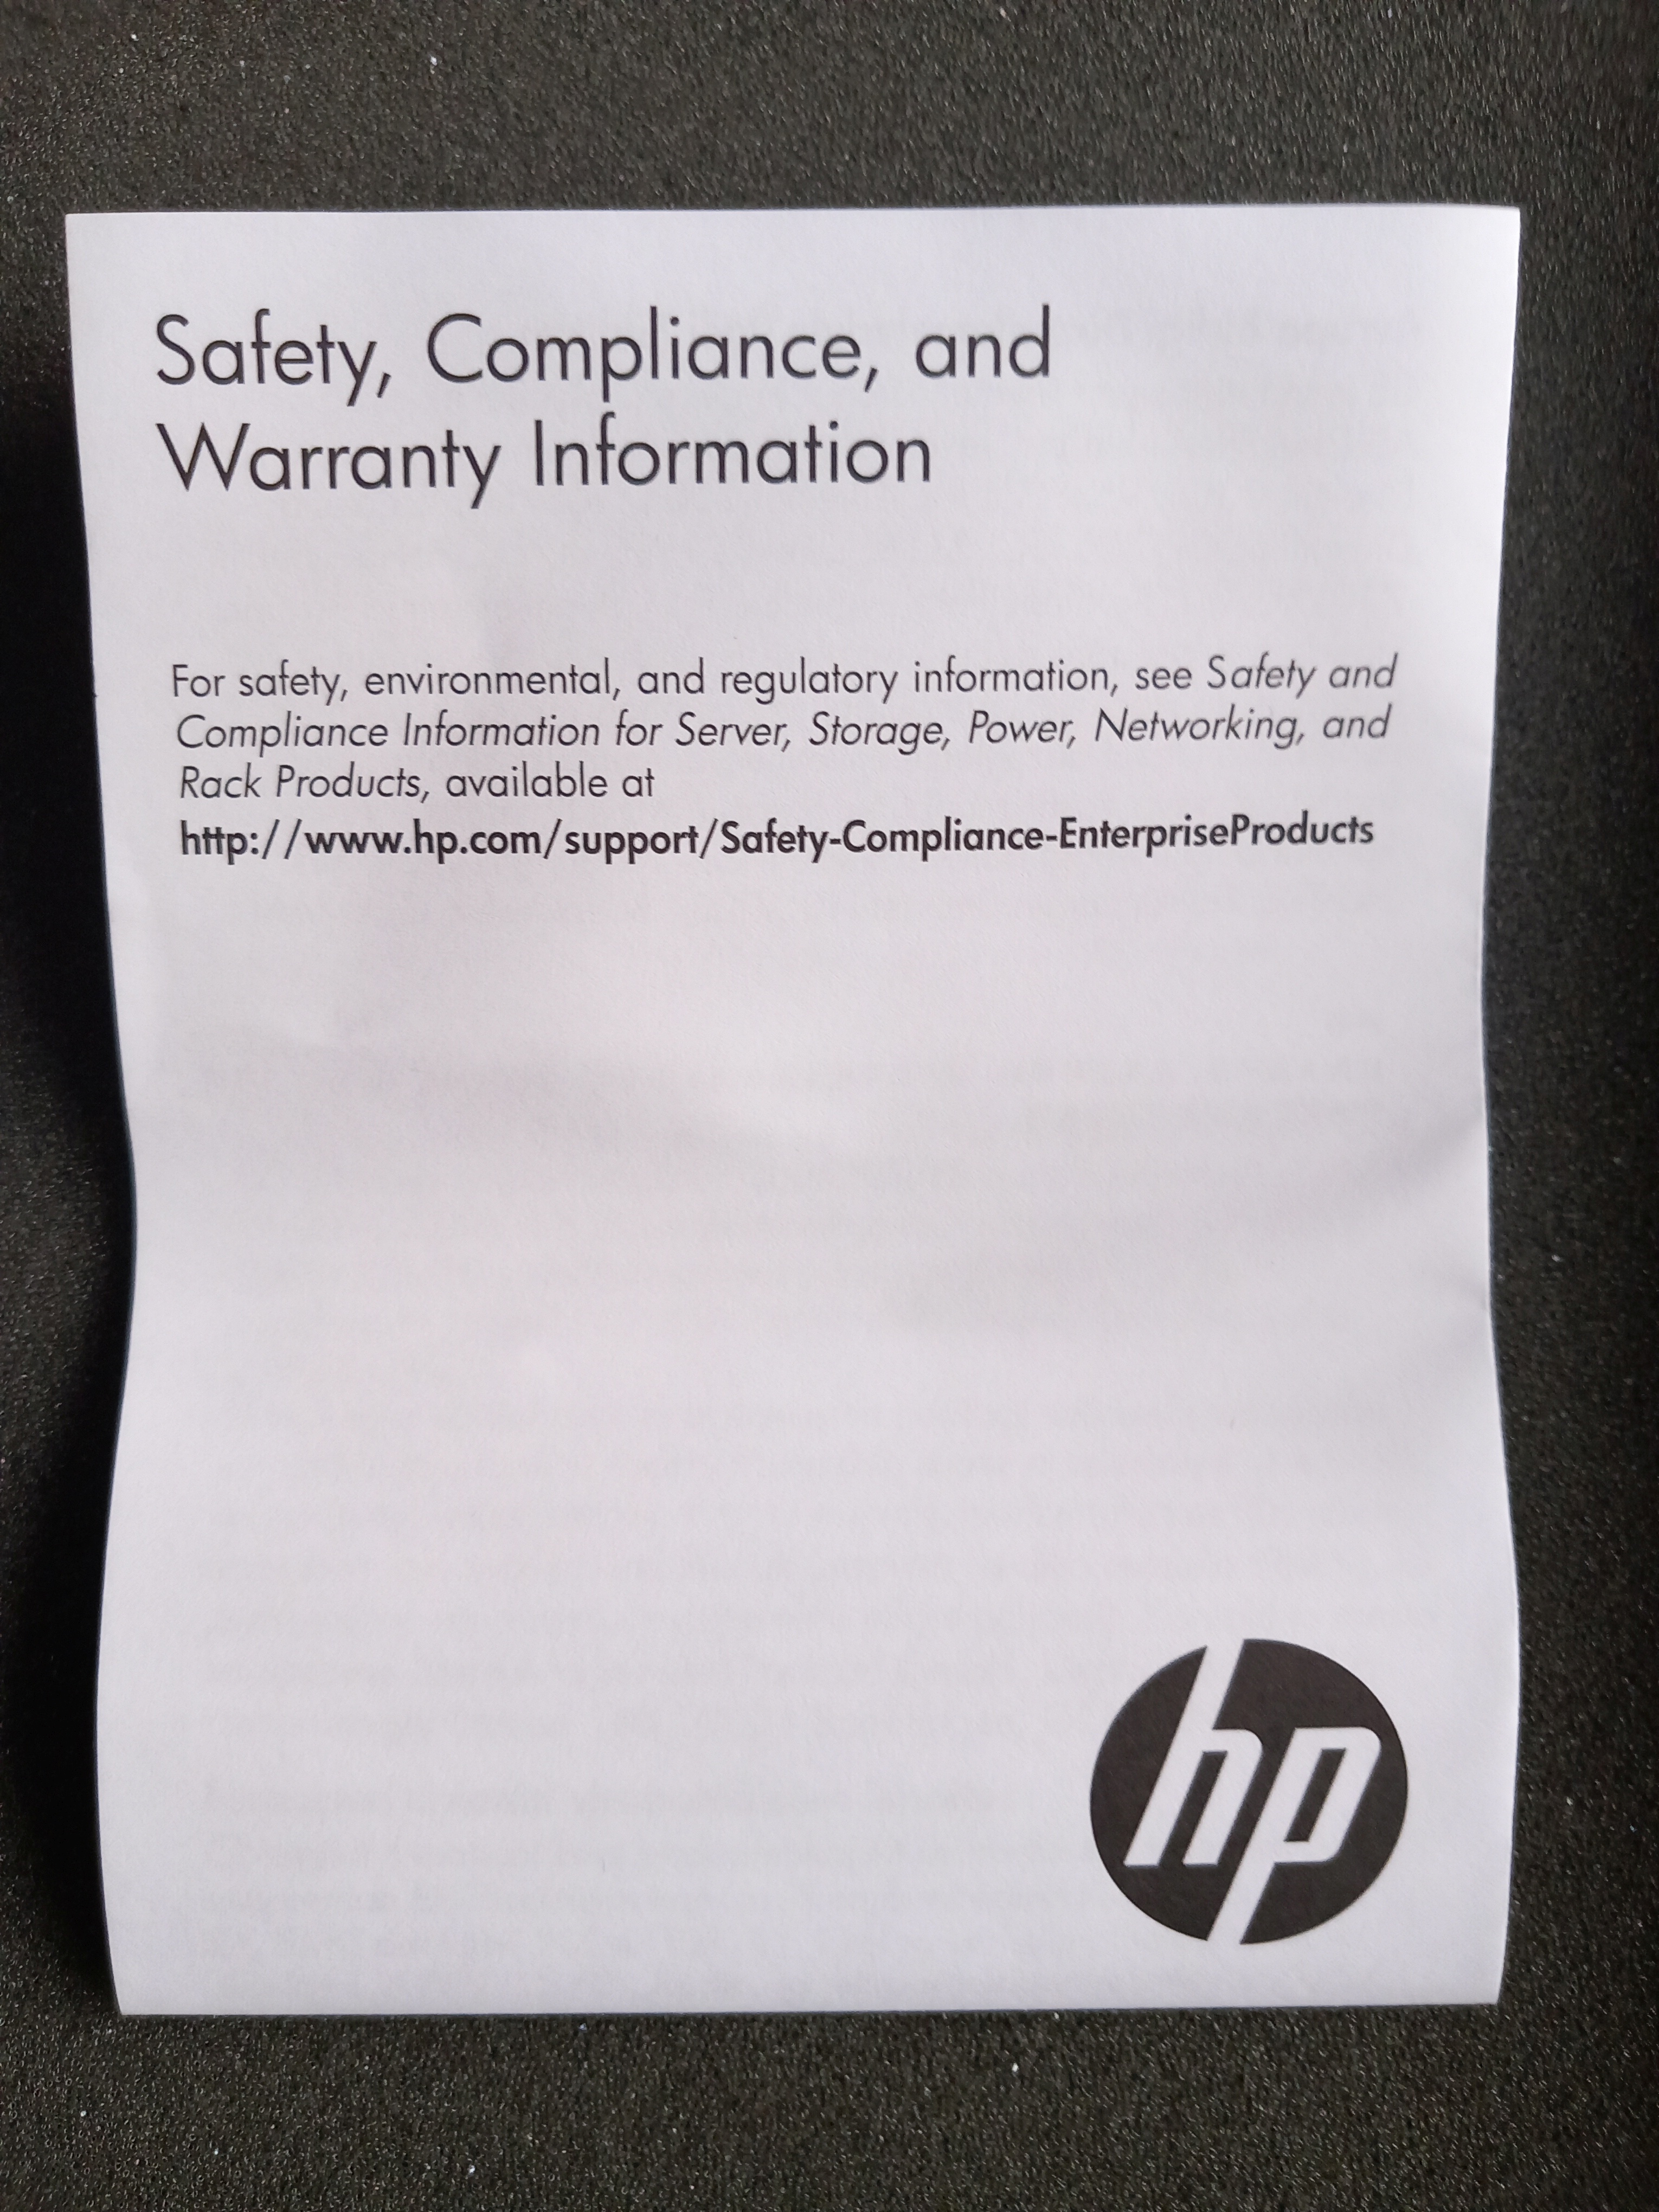 Safety, Compliance, and
Warranty Information
For safety, environmental, and regulatory information, see Safety and
Compliance Information for Server, Storage, Power, Networking, and
Rack Products, available at
http://www.hp.com/support/Safety-Compliance-EnterpriseProducts
hp